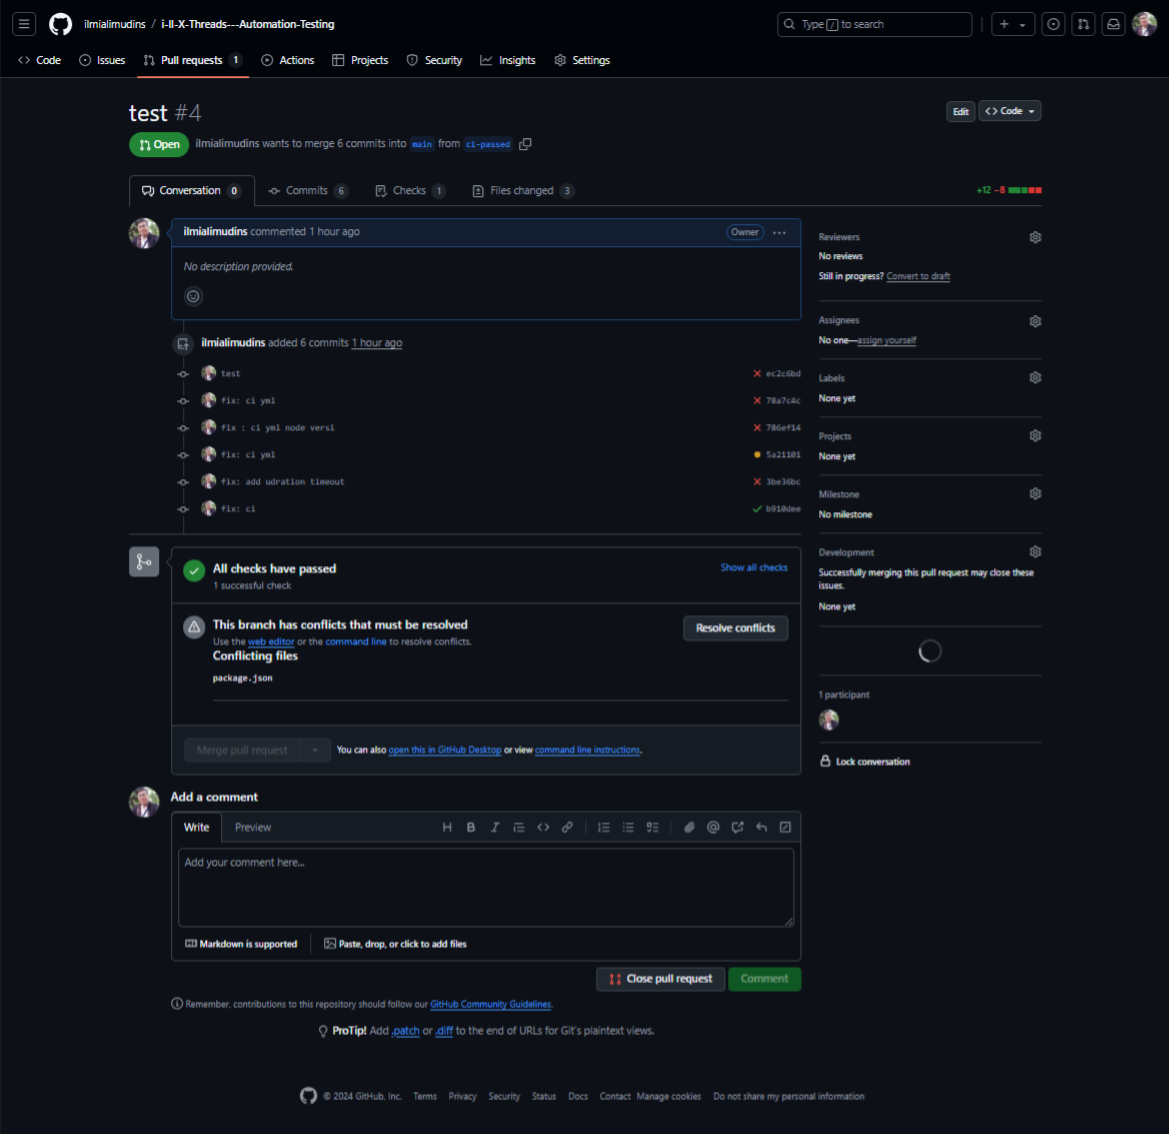 ilmialimudins / i-ll-X-Threads---Automation-Testing
Type / to search
Code Issues Pull requests 1 Actions Projects Security Insights Settings
test #4
Edit Code
Open ilmialimudins wants to merge 6 commits into main from ci-passed
Conversation 0 Commits 6 Checks 1 Files changed 3
+12 −8
ilmialimudins commented 1 hour ago Owner
No description provided.
ilmialimudins added 6 commits 1 hour ago
test ec2c6bd
fix: ci yml 78a7c4c
fix : ci yml node versi 786ef14
fix: ci yml 5a21101
fix: add udration timeout 3be36bc
fix: ci b910dee
All checks have passed
1 successful check
Show all checks
This branch has conflicts that must be resolved
Use the web editor or the command line to resolve conflicts.
Resolve conflicts
Conflicting files
package.json
Merge pull request You can also open this in GitHub Desktop or view command line instructions.
Add a comment
Write Preview
Add your comment here...
Markdown is supported Paste, drop, or click to add files
Close pull request Comment
Remember, contributions to this repository should follow our GitHub Community Guidelines.
ProTip! Add .patch or .diff to the end of URLs for Git's plaintext views.
Reviewers
No reviews
Still in progress? Convert to draft
Assignees
No one—assign yourself
Labels
None yet
Projects
None yet
Milestone
No milestone
Development
Successfully merging this pull request may close these
issues.
None yet
1 participant
Lock conversation
© 2024 GitHub, Inc. Terms Privacy Security Status Docs Contact Manage cookies Do not share my personal information